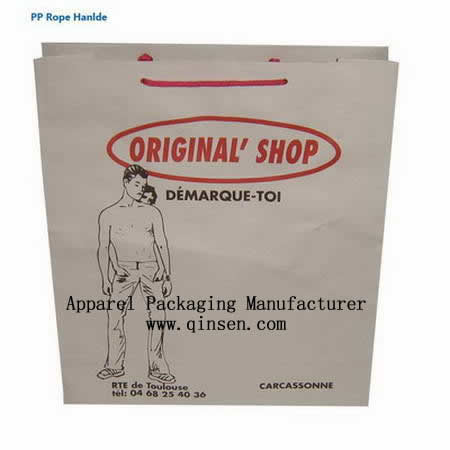 PP Rope Hanlde
ORIGINAL' SHOP
DÉMARQUE-TOI
Apparel Packaging Manufacturer
www.qinsen.com
RTE de Toulouse
tél: 04 68 25 40 36
CARCASSONNE